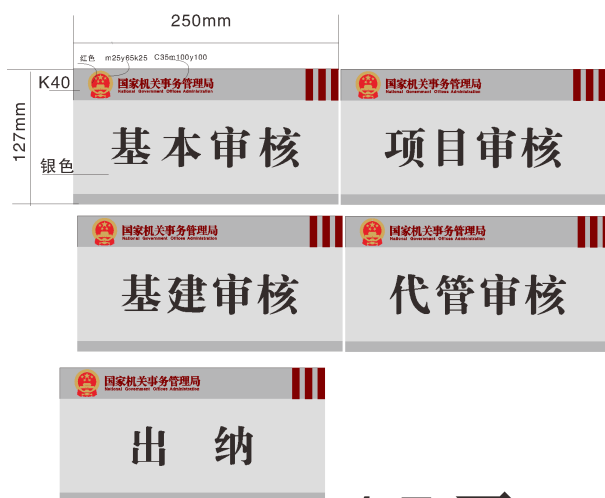 250mm
红色 m25y65k25 C35m100y100
K40
127mm
银色
国家机关事务管理局
National Government Offices Administration
基本审核
国家机关事务管理局
National Government Offices Administration
项目审核
国家机关事务管理局
National Government Offices Administration
基建审核
国家机关事务管理局
National Government Offices Administration
代管审核
国家机关事务管理局
National Government Offices Administration
出 纳